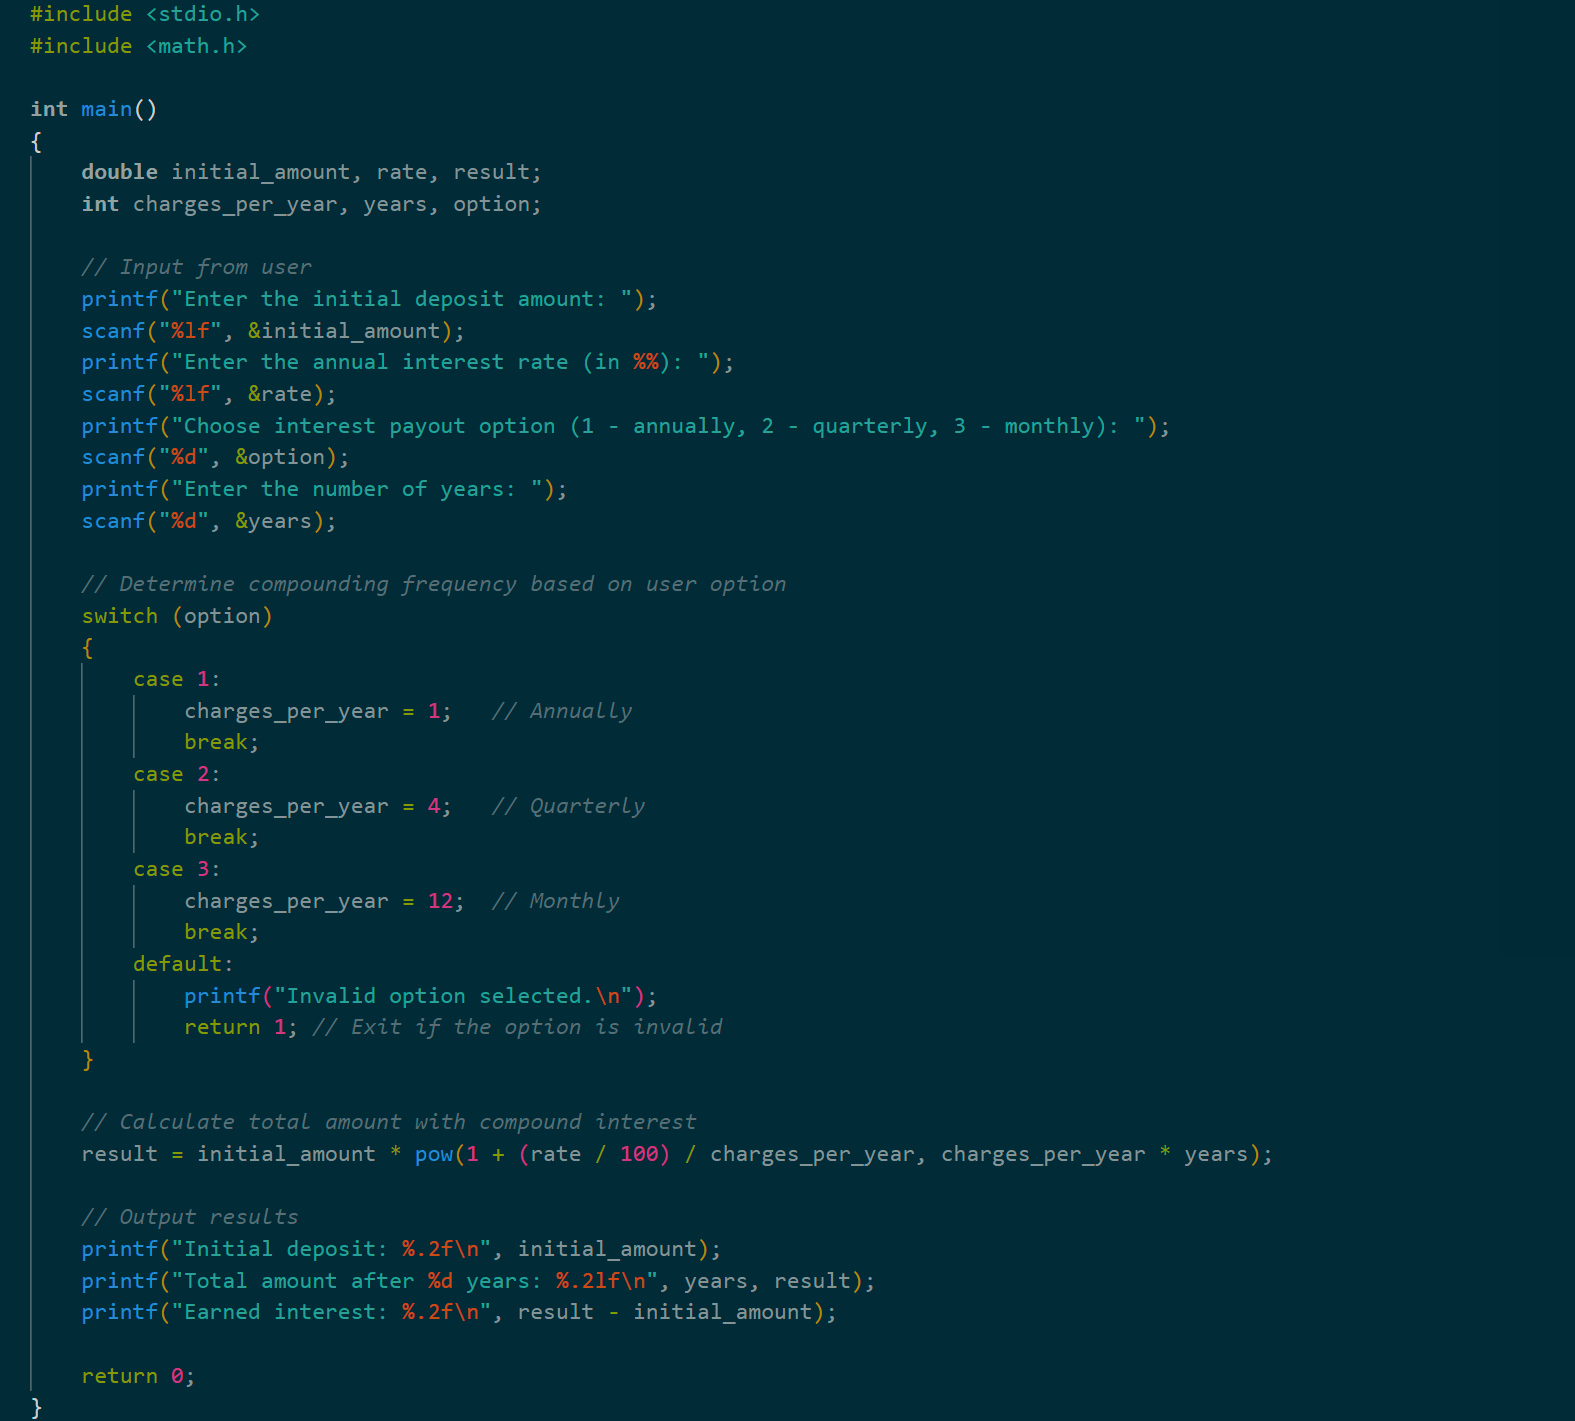 #include <stdio.h>
#include <math.h>

int main()
{
    double initial_amount, rate, result;
    int charges_per_year, years, option;

    // Input from user
    printf("Enter the initial deposit amount: ");
    scanf("%lf", &initial_amount);
    printf("Enter the annual interest rate (in %%): ");
    scanf("%lf", &rate);
    printf("Choose interest payout option (1 - annually, 2 - quarterly, 3 - monthly): ");
    scanf("%d", &option);
    printf("Enter the number of years: ");
    scanf("%d", &years);

    // Determine compounding frequency based on user option
    switch (option)
    {
        case 1:
            charges_per_year = 1;   // Annually
            break;
        case 2:
            charges_per_year = 4;   // Quarterly
            break;
        case 3:
            charges_per_year = 12;  // Monthly
            break;
        default:
            printf("Invalid option selected.\n");
            return 1; // Exit if the option is invalid
    }

    // Calculate total amount with compound interest
    result = initial_amount * pow(1 + (rate / 100) / charges_per_year, charges_per_year * years);

    // Output results
    printf("Initial deposit: %.2f\n", initial_amount);
    printf("Total amount after %d years: %.2lf\n", years, result);
    printf("Earned interest: %.2f\n", result - initial_amount);

    return 0;
}